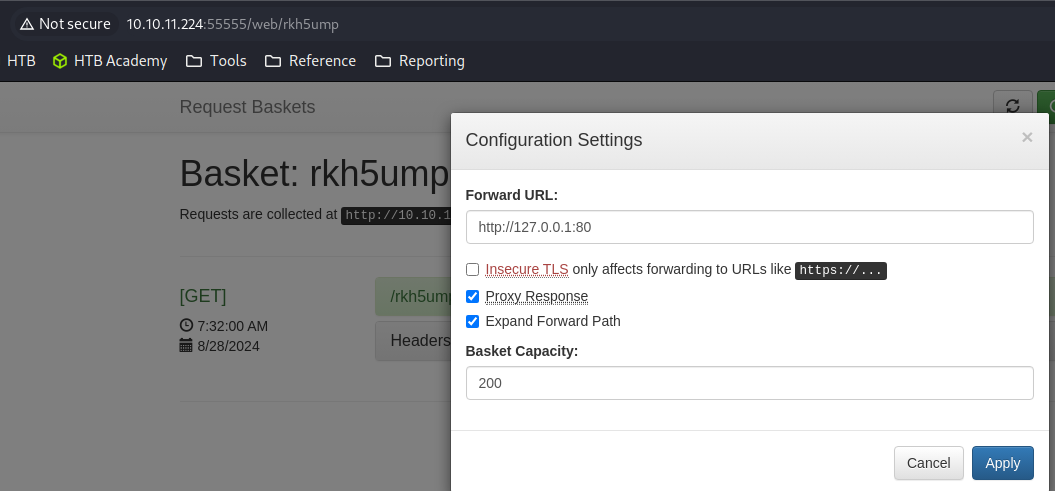 Not secure 10.10.11.224:55555/web/rkh5ump
HTB HTB Academy Tools Reference Reporting
Request Baskets
Configuration Settings ×
Basket: rkh5ump
Requests are collected at http://10.10.1
Forward URL:
http://127.0.0.1:80
Insecure TLS only affects forwarding to URLs like https://...
Proxy Response
Expand Forward Path
[GET]
/rkh5ump
7:32:00 AM
8/28/2024
Headers
Basket Capacity:
200
Cancel Apply